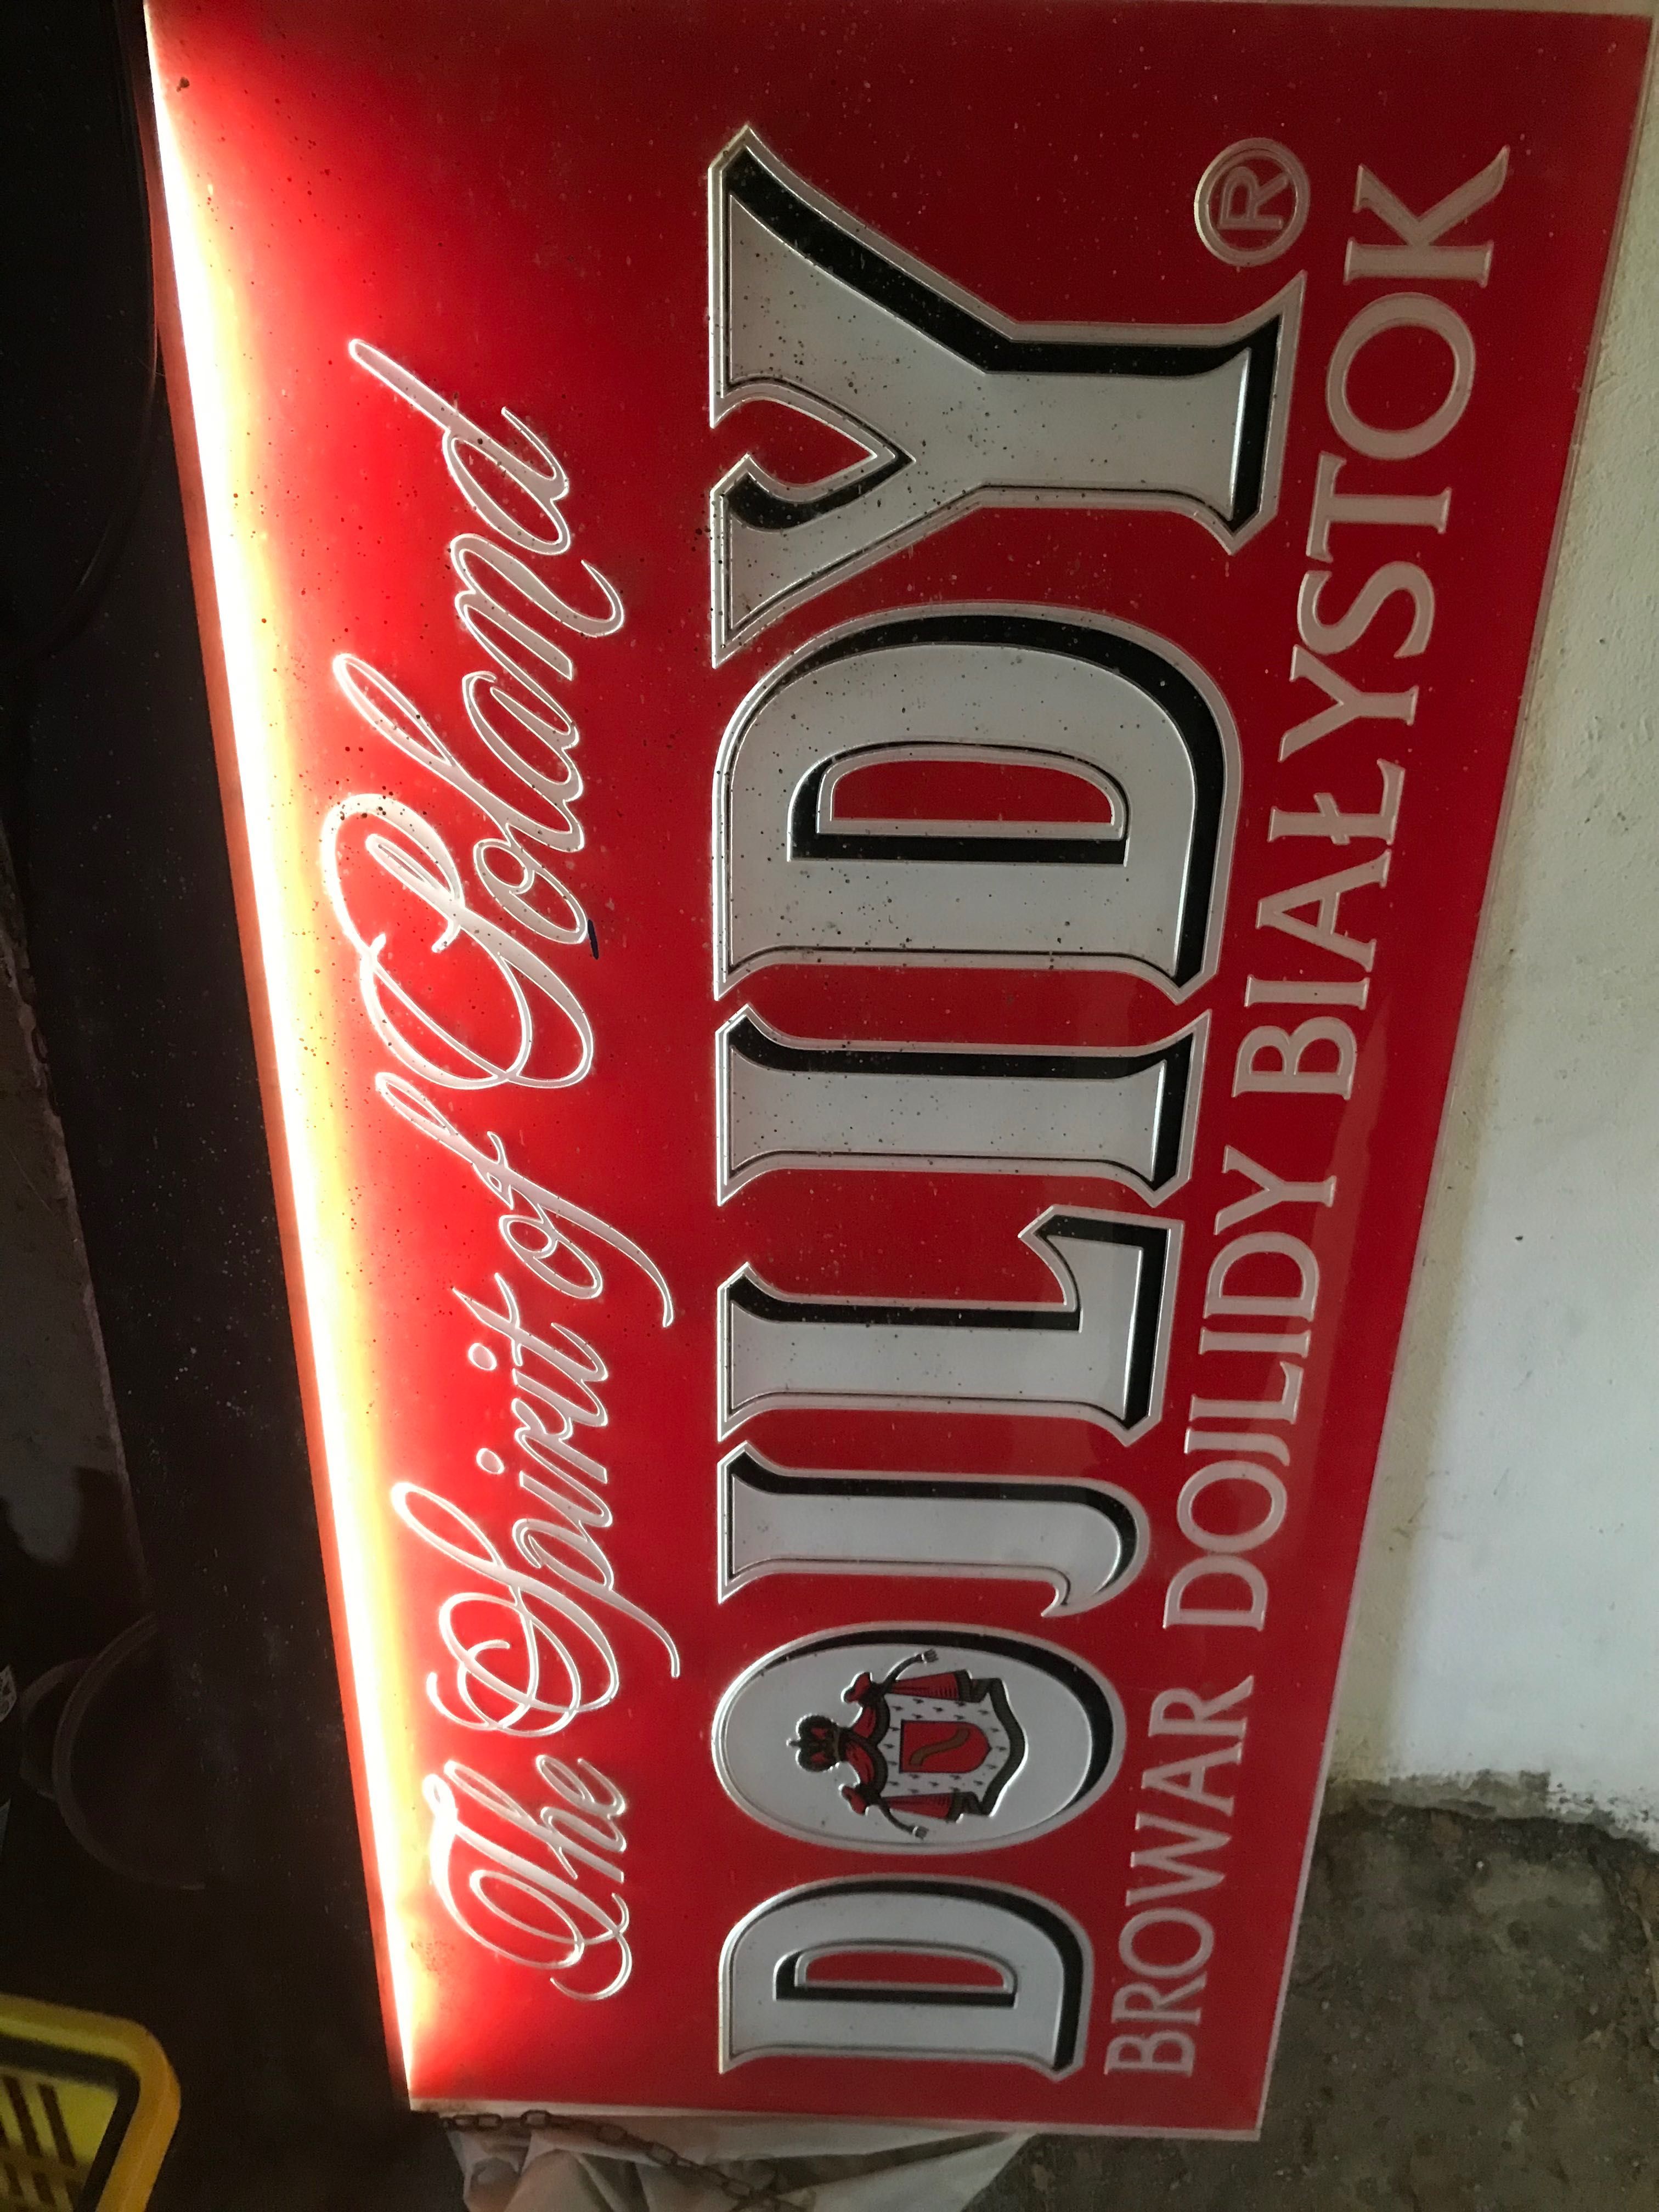 The Spirit of Poland
DOJLIDY®
BROWAR DOJLIDY BIAŁYSTOK